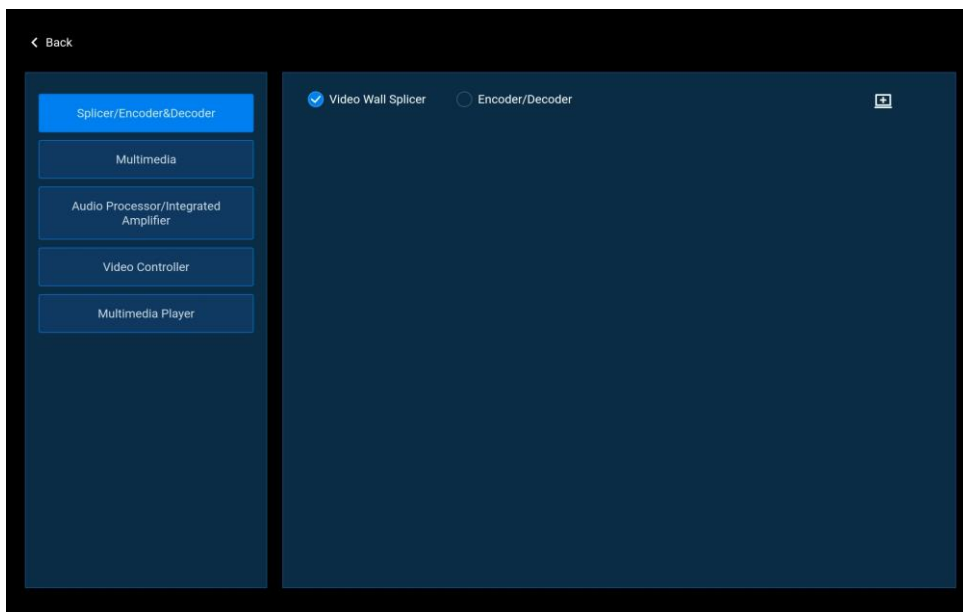 Back
Splicer/Encoder&Decoder
Multimedia
Audio Processor/Integrated
Amplifier
Video Controller
Multimedia Player
Video Wall Splicer
Encoder/Decoder